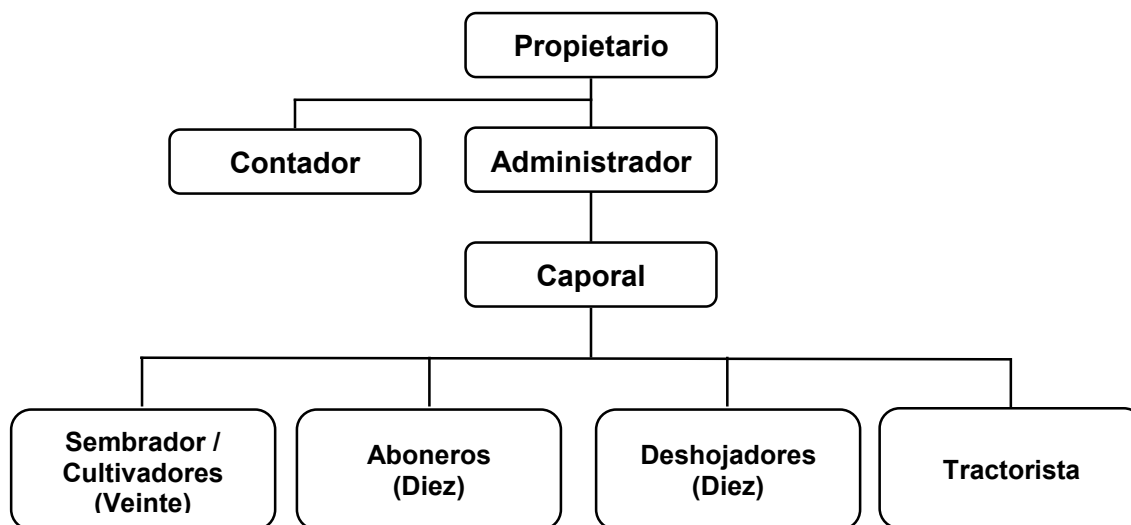 Propietario
Contador
Administrador
Caporal
Sembrador /
Cultivadores
(Veinte)
Aboneros
(Diez)
Deshojadores
(Diez)
Tractorista